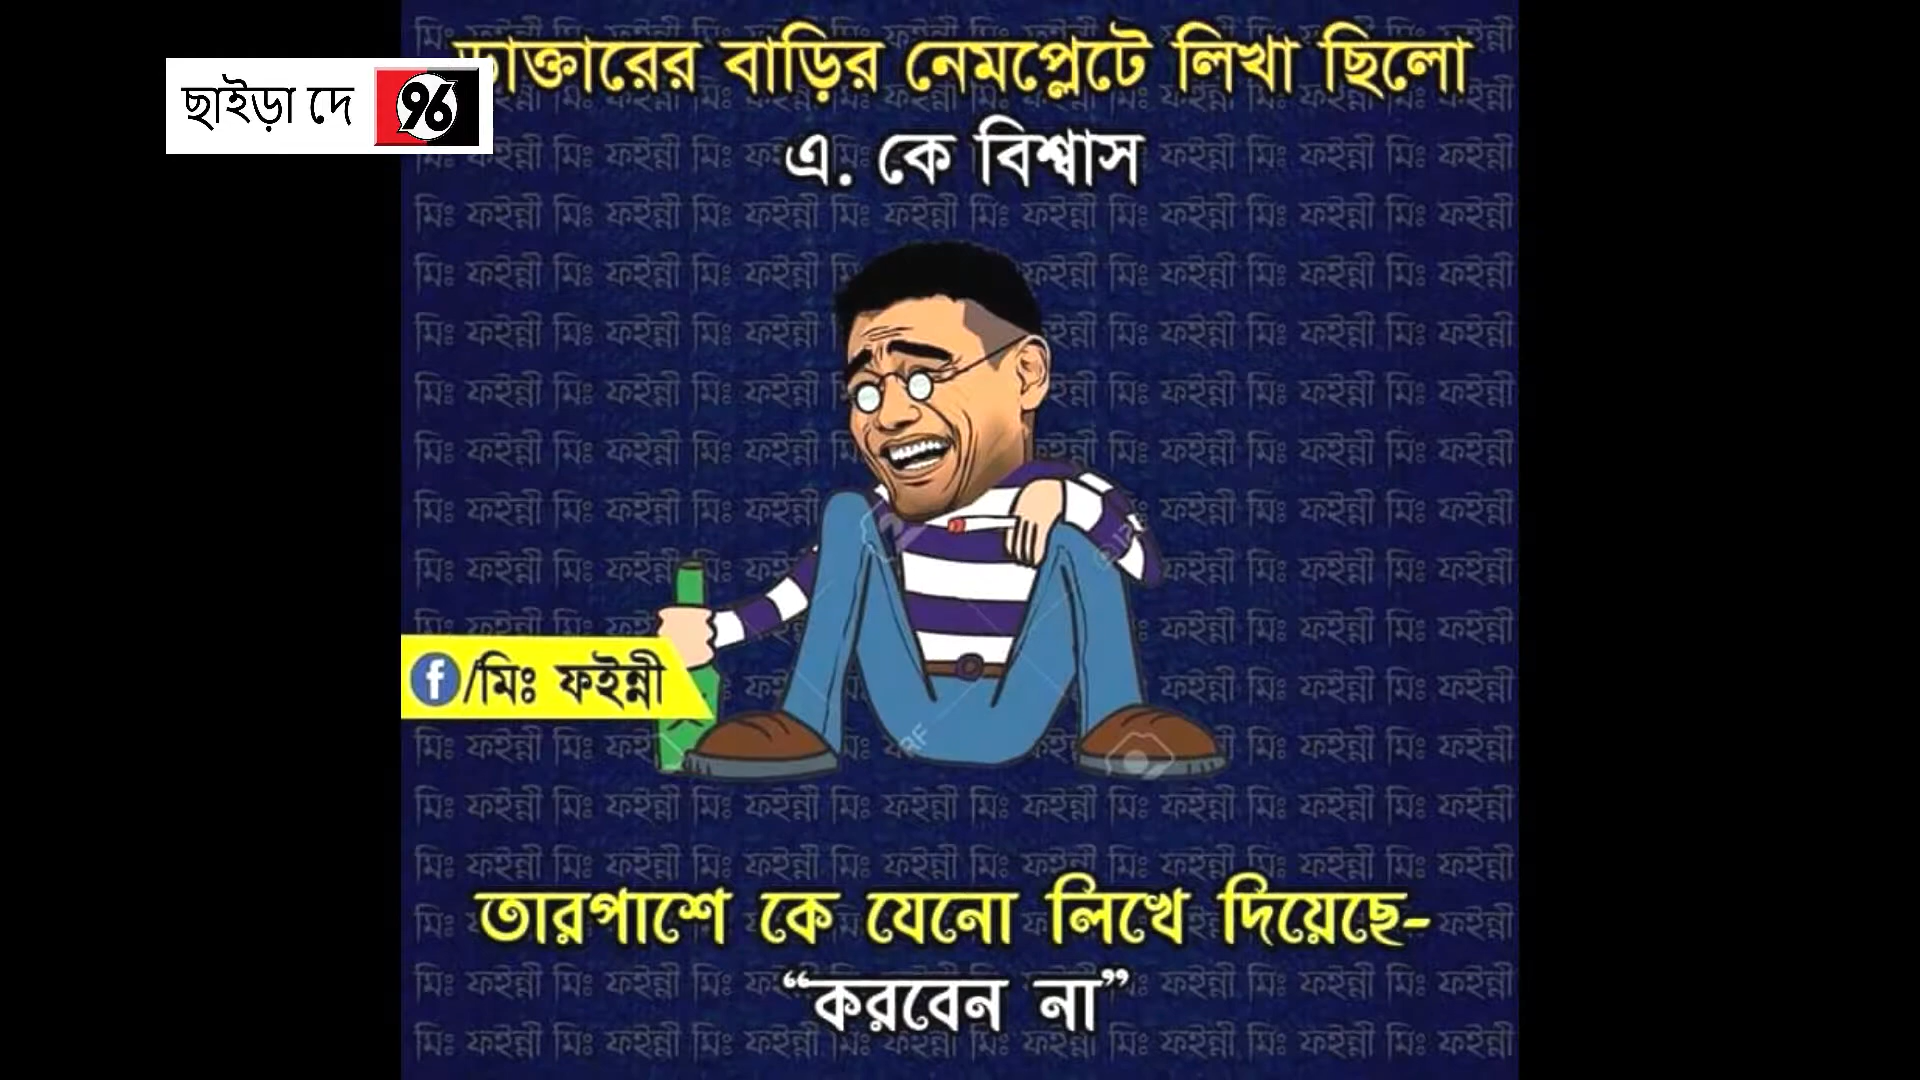 ডাক্তারের বাড়ির নেমপ্লেটে লিখা ছিলো
ছাইড়া দে 96
এ. কে বিশ্বাস
f/মিঃ ফইন্নী
তারপাশে কে যেনো লিখে দিয়েছে-
“করবেন না”